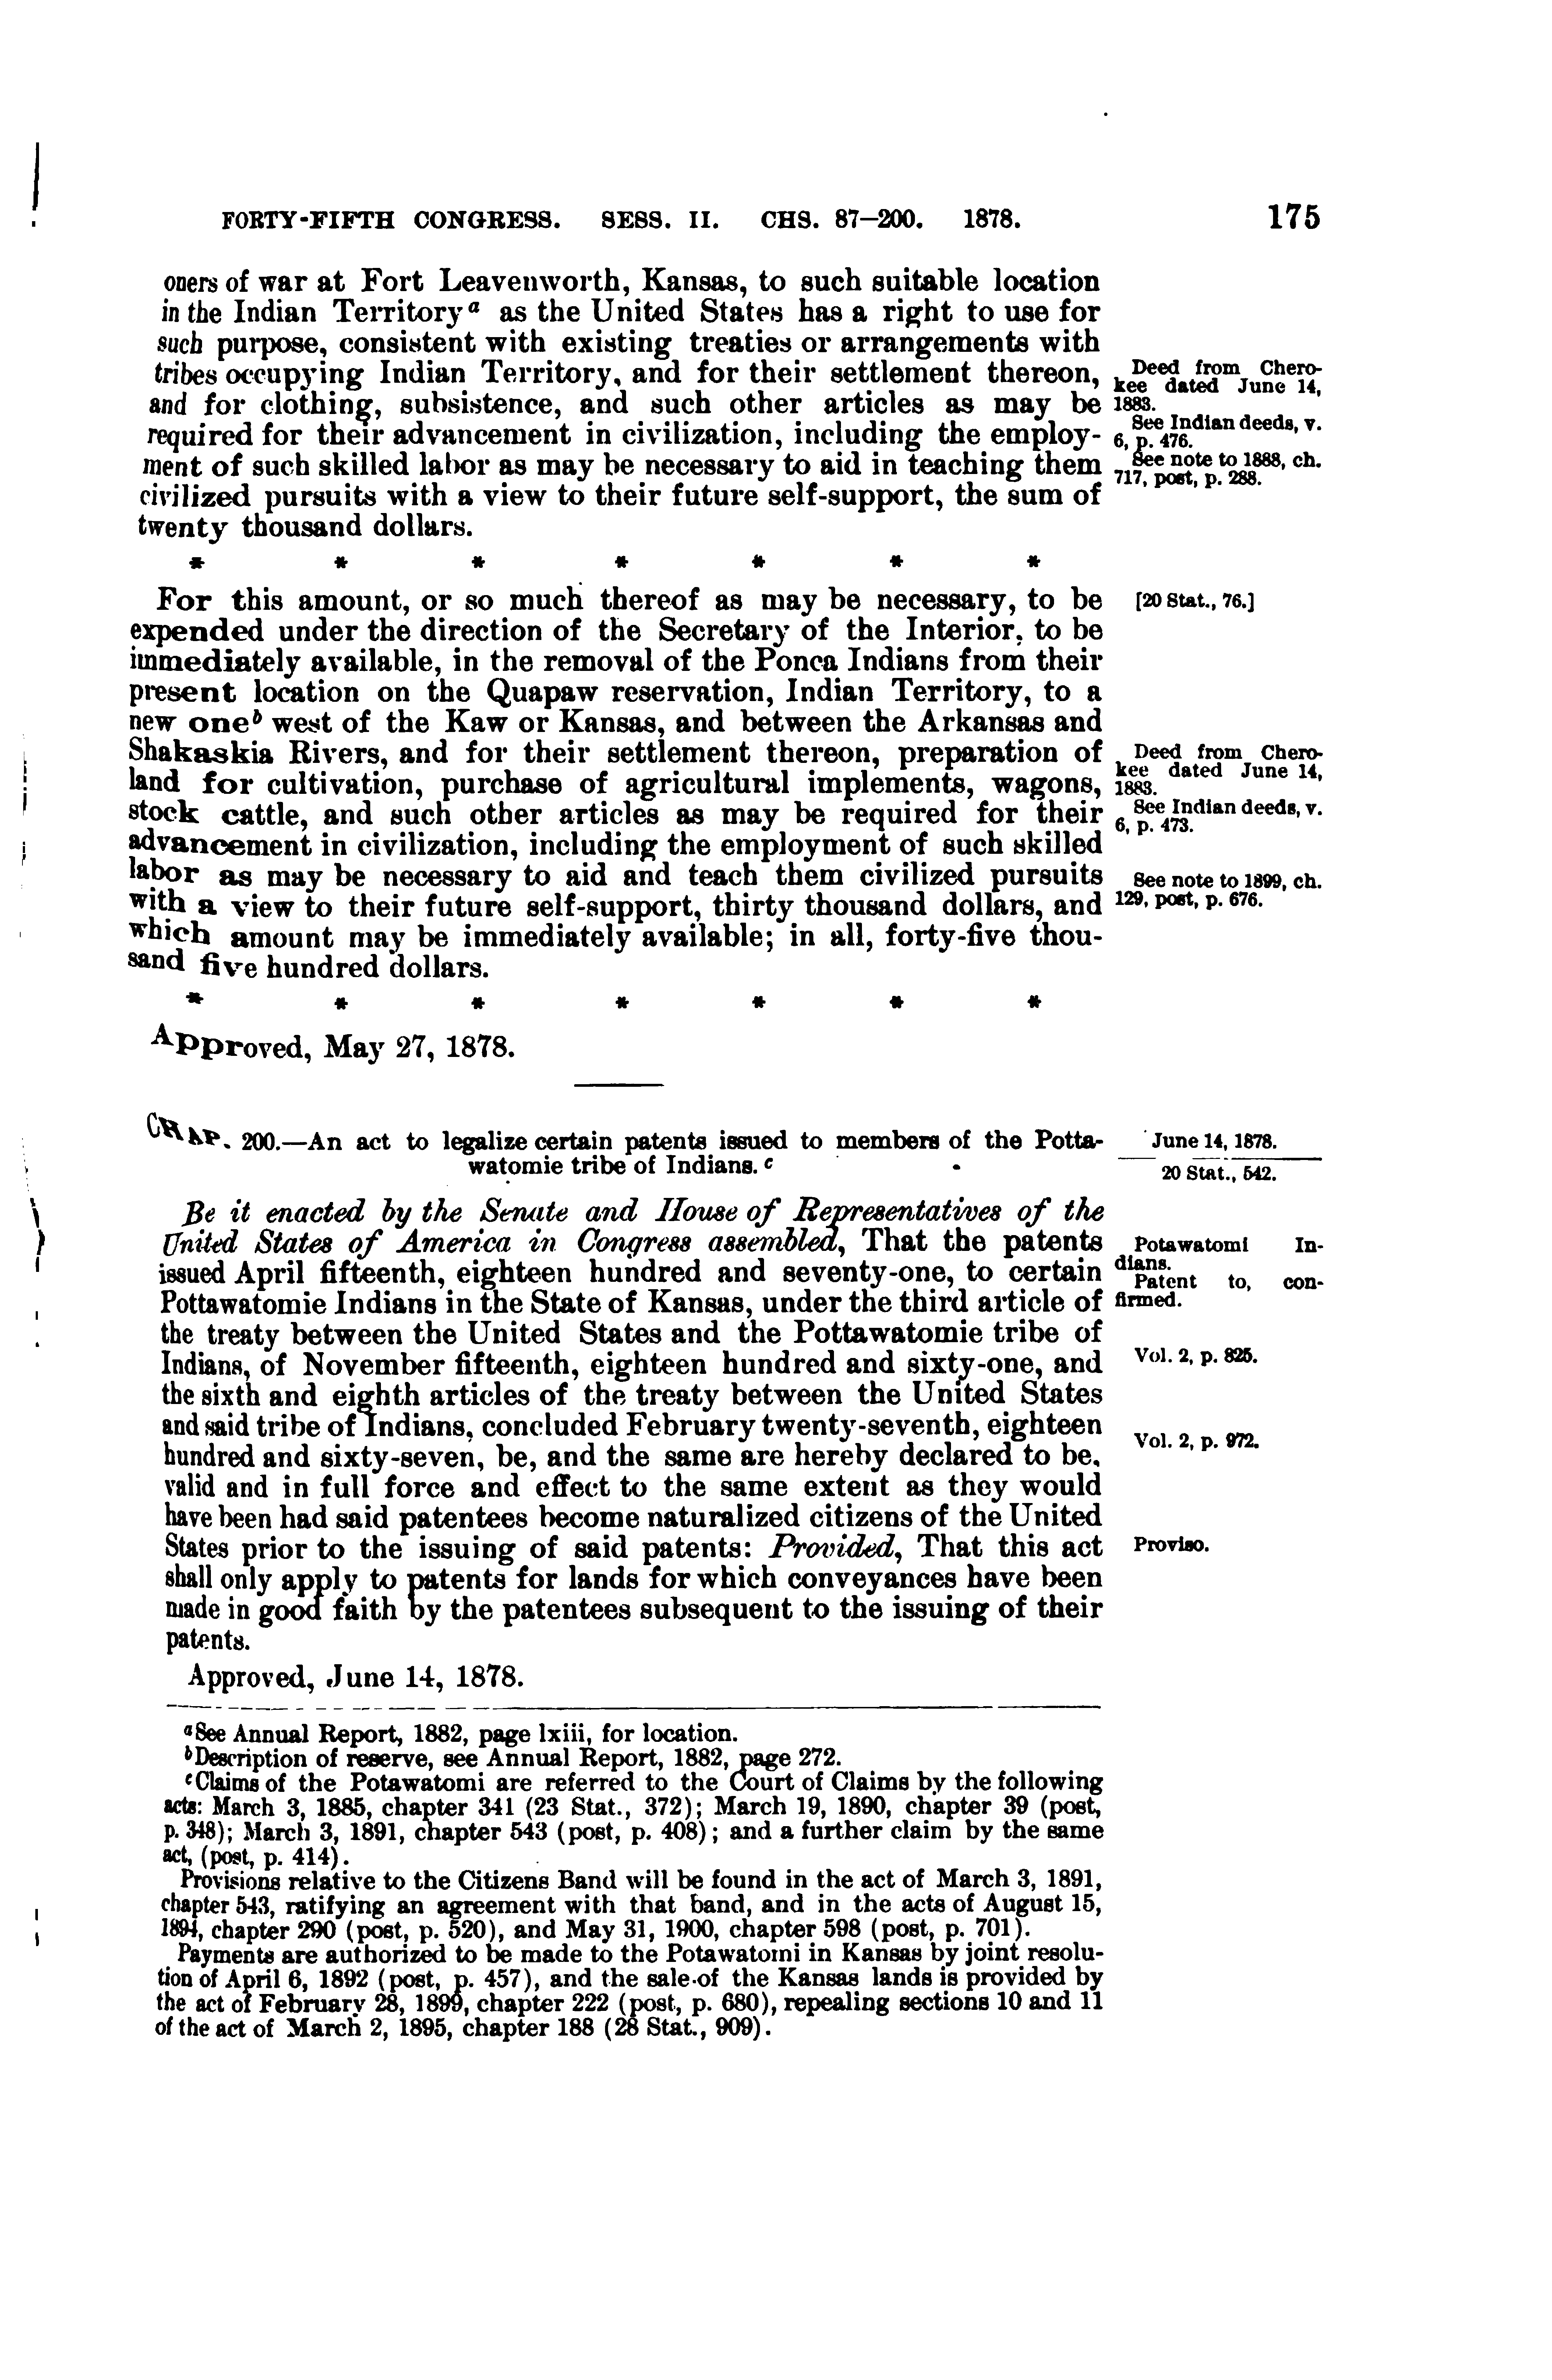 FORTY-FIFTH CONGRESS. SESS. II. CHS. 87–200. 1878. 175
oners of war at Fort Leavenworth, Kansas, to such suitable location
in the Indian Territory a as the United States has a right to use for
such purpose, consistent with existing treaties or arrangements with
tribes occupying Indian Territory, and for their settlement thereon,
and for clothing, subsistence, and such other articles as may be
required for their advancement in civilization, including the employ-
ment of such skilled labor as may be necessary to aid in teaching them
civilized pursuits with a view to their future self-support, the sum of
twenty thousand dollars.
Deed from Chero-
kee dated June 14,
1883.
See Indian deeds, v.
6, p. 476.
See note to 1888, ch.
717, post, p. 288.
* * * * * * *
For this amount, or so much thereof as may be necessary, to be
expended under the direction of the Secretary of the Interior, to be
immediately available, in the removal of the Ponca Indians from their
present location on the Quapaw reservation, Indian Territory, to a
new one b west of the Kaw or Kansas, and between the Arkansas and
Shakaskia Rivers, and for their settlement thereon, preparation of
land for cultivation, purchase of agricultural implements, wagons,
stock cattle, and such other articles as may be required for their
advancement in civilization, including the employment of such skilled
labor as may be necessary to aid and teach them civilized pursuits
with a view to their future self-support, thirty thousand dollars, and
which amount may be immediately available; in all, forty-five thou-
sand five hundred dollars.
[20 Stat., 76.]
Deed from Chero-
kee dated June 14,
1883.
See Indian deeds, v.
6, p. 473.
See note to 1899, ch.
129, post, p. 676.
* * * * * * *
Approved, May 27, 1878.
CHAP. 200.—An act to legalize certain patents issued to members of the Potta-
watomie tribe of Indians. c
June 14, 1878.
20 Stat., 542.
Be it enacted by the Senate and House of Representatives of the
United States of America in Congress assembled, That the patents
issued April fifteenth, eighteen hundred and seventy-one, to certain
Pottawatomie Indians in the State of Kansas, under the third article of
the treaty between the United States and the Pottawatomie tribe of
Indians, of November fifteenth, eighteen hundred and sixty-one, and
the sixth and eighth articles of the treaty between the United States
and said tribe of Indians, concluded February twenty-seventh, eighteen
hundred and sixty-seven, be, and the same are hereby declared to be,
valid and in full force and effect to the same extent as they would
have been had said patentees become naturalized citizens of the United
States prior to the issuing of said patents: Provided, That this act
shall only apply to patents for lands for which conveyances have been
made in good faith by the patentees subsequent to the issuing of their
patents.
Potawatomi In-
dians.
Patent to, con-
firmed.
Vol. 2, p. 825.
Vol. 2, p. 972.
Proviso.
Approved, June 14, 1878.
a See Annual Report, 1882, page lxiii, for location.
b Description of reserve, see Annual Report, 1882, page 272.
c Claims of the Potawatomi are referred to the Court of Claims by the following
acts: March 3, 1885, chapter 341 (23 Stat., 372); March 19, 1890, chapter 39 (post,
p. 348); March 3, 1891, chapter 543 (post, p. 408); and a further claim by the same
act, (post, p. 414).
Provisions relative to the Citizens Band will be found in the act of March 3, 1891,
chapter 543, ratifying an agreement with that band, and in the acts of August 15,
1894, chapter 290 (post, p. 520), and May 31, 1900, chapter 598 (post, p. 701).
Payments are authorized to be made to the Potawatomi in Kansas by joint resolu-
tion of April 6, 1892 (post, p. 457), and the sale of the Kansas lands is provided by
the act of February 28, 1899, chapter 222 (post, p. 680), repealing sections 10 and 11
of the act of March 2, 1895, chapter 188 (28 Stat., 909).